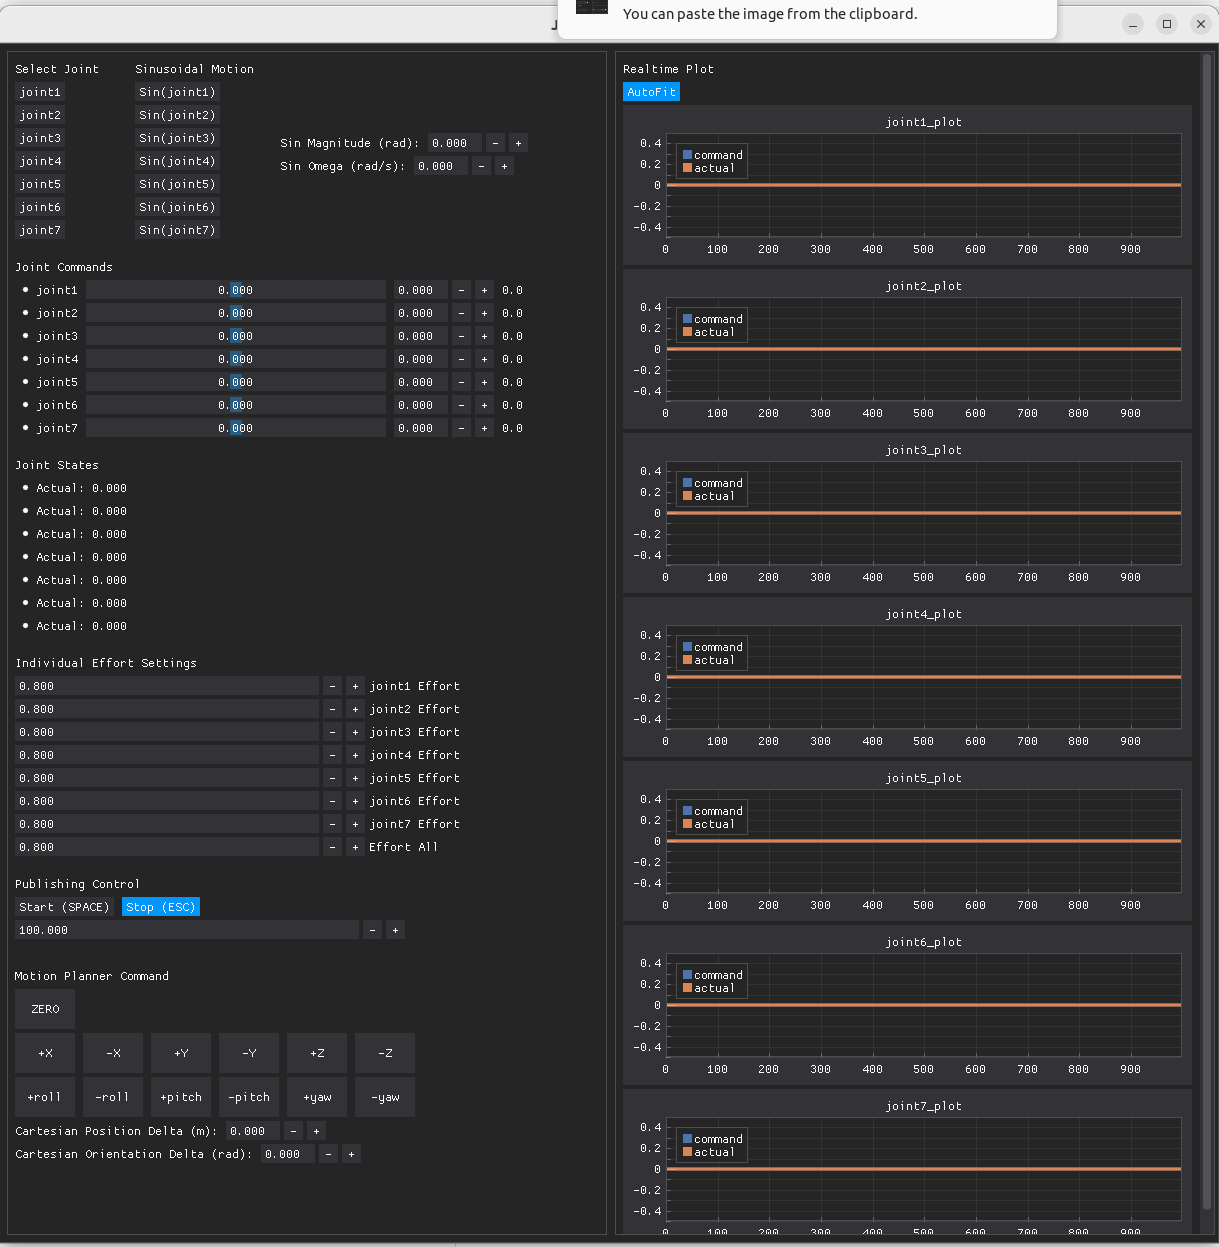 You can paste the image from the clipboard.
Select Joint Sinusoidal Motion
joint1 Sin(joint1)
joint2 Sin(joint2)
joint3 Sin(joint3)
joint4 Sin(joint4)
joint5 Sin(joint5)
joint6 Sin(joint6)
joint7 Sin(joint7)
Sin Magnitude (rad): 0.000 - +
Sin Omega (rad/s): 0.000 - +
Joint Commands
joint1 0.000 0.000 - + 0.0
joint2 0.000 0.000 - + 0.0
joint3 0.000 0.000 - + 0.0
joint4 0.000 0.000 - + 0.0
joint5 0.000 0.000 - + 0.0
joint6 0.000 0.000 - + 0.0
joint7 0.000 0.000 - + 0.0
Joint States
Actual: 0.000
Actual: 0.000
Actual: 0.000
Actual: 0.000
Actual: 0.000
Actual: 0.000
Actual: 0.000
Individual Effort Settings
0.800 - + joint1 Effort
0.800 - + joint2 Effort
0.800 - + joint3 Effort
0.800 - + joint4 Effort
0.800 - + joint5 Effort
0.800 - + joint6 Effort
0.800 - + joint7 Effort
0.800 - + Effort All
Publishing Control
Start (SPACE) Stop (ESC)
100.000 - +
Motion Planner Command
ZERO
+X -X +Y -Y +Z -Z
+roll -roll +pitch -pitch +yaw -yaw
Cartesian Position Delta (m): 0.000 - +
Cartesian Orientation Delta (rad): 0.000 - +
Realtime Plot
AutoFit
joint1_plot
0.4
command
0.2
actual
0
-0.2
-0.4
0 100 200 300 400 500 600 700 800 900
joint2_plot
0.4
command
0.2
actual
0
-0.2
-0.4
0 100 200 300 400 500 600 700 800 900
joint3_plot
0.4
command
0.2
actual
0
-0.2
-0.4
0 100 200 300 400 500 600 700 800 900
joint4_plot
0.4
command
0.2
actual
0
-0.2
-0.4
0 100 200 300 400 500 600 700 800 900
joint5_plot
0.4
command
0.2
actual
0
-0.2
-0.4
0 100 200 300 400 500 600 700 800 900
joint6_plot
0.4
command
0.2
actual
0
-0.2
-0.4
0 100 200 300 400 500 600 700 800 900
joint7_plot
0.4
command
0.2
actual
0
-0.2
-0.4
0 100 200 300 400 500 600 700 800 900